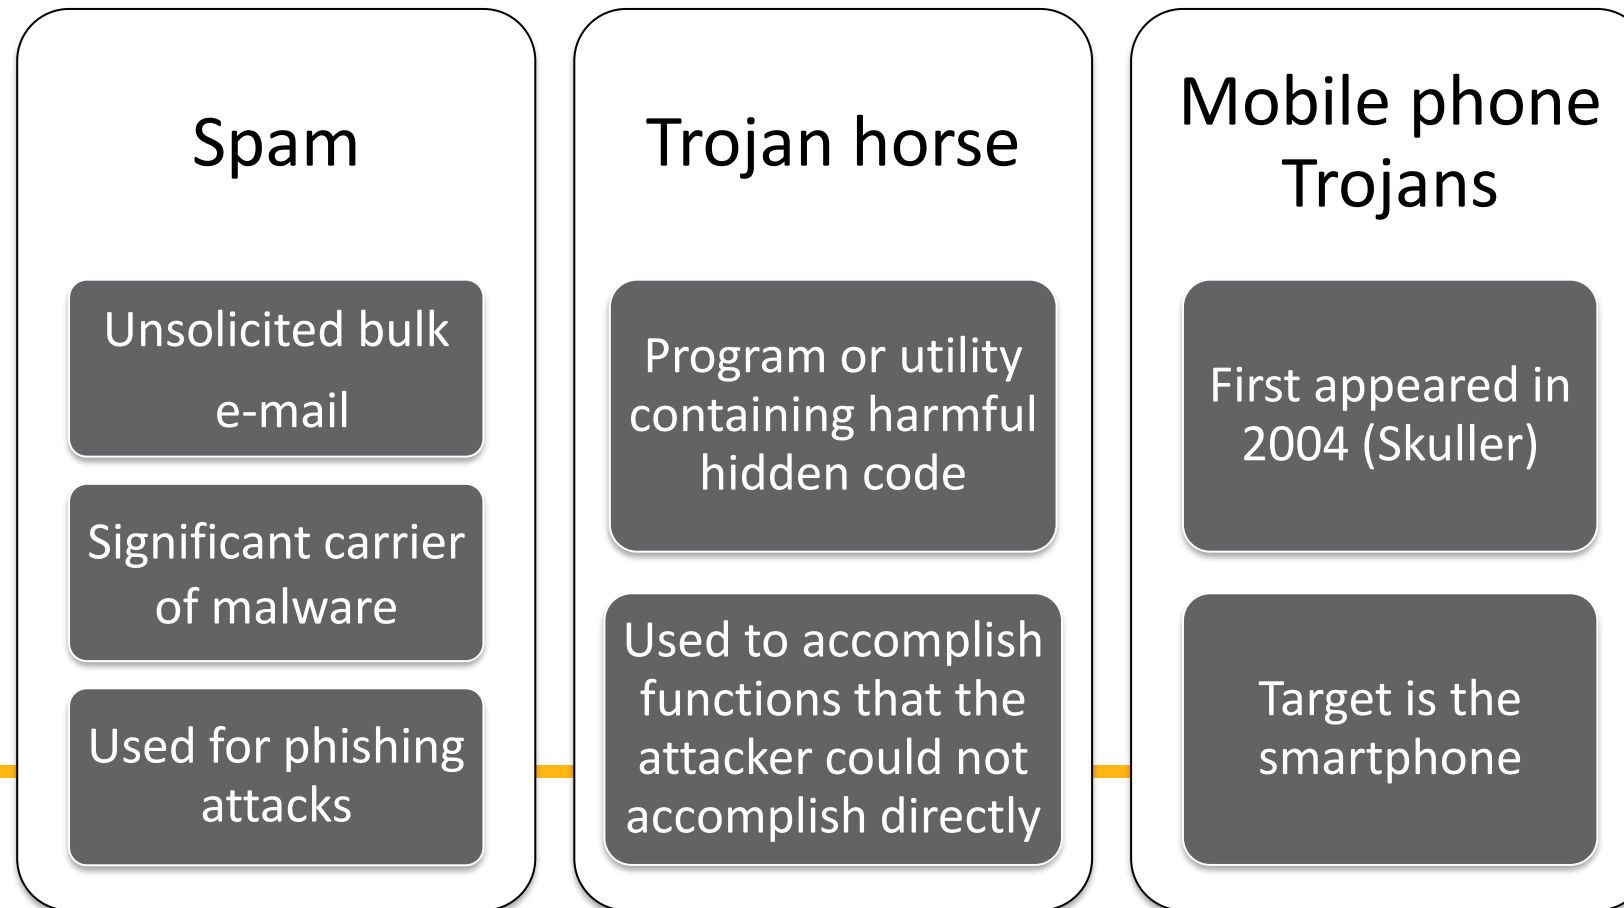 Spam
Unsolicited bulk
e-mail
Significant carrier
of malware
Used for phishing
attacks
Trojan horse
Program or utility
containing harmful
hidden code
Used to accomplish
functions that the
attacker could not
accomplish directly
Mobile phone
Trojans
First appeared in
2004 (Skuller)
Target is the
smartphone